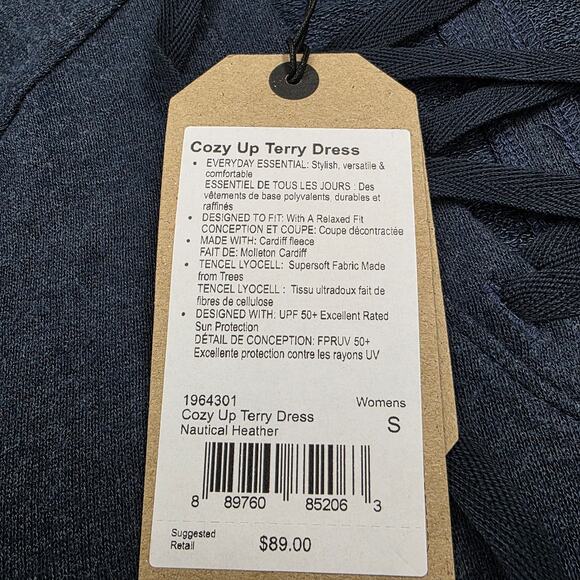 Cozy Up Terry Dress
• EVERYDAY ESSENTIAL: Stylish, versatile &
comfortable
ESSENTIEL DE TOUS LES JOURS : Des
vêtements de base polyvalents, durables et
raffinés
• DESIGNED TO FIT: With A Relaxed Fit
CONCEPTION ET COUPE: Coupe décontractée
• MADE WITH: Cardiff fleece
FAIT DE: Molleton Cardiff
• TENCEL LYOCELL: Supersoft Fabric Made
from Trees
TENCEL LYOCELL : Tissu ultradoux fait de
fibres de cellulose
• DESIGNED WITH: UPF 50+ Excellent Rated
Sun Protection
DÉTAIL DE CONCEPTION: FPRUV 50+
Excellente protection contre les rayons UV
1964301 Womens
Cozy Up Terry Dress S
Nautical Heather
8 89760 85206 3
Suggested
Retail $89.00